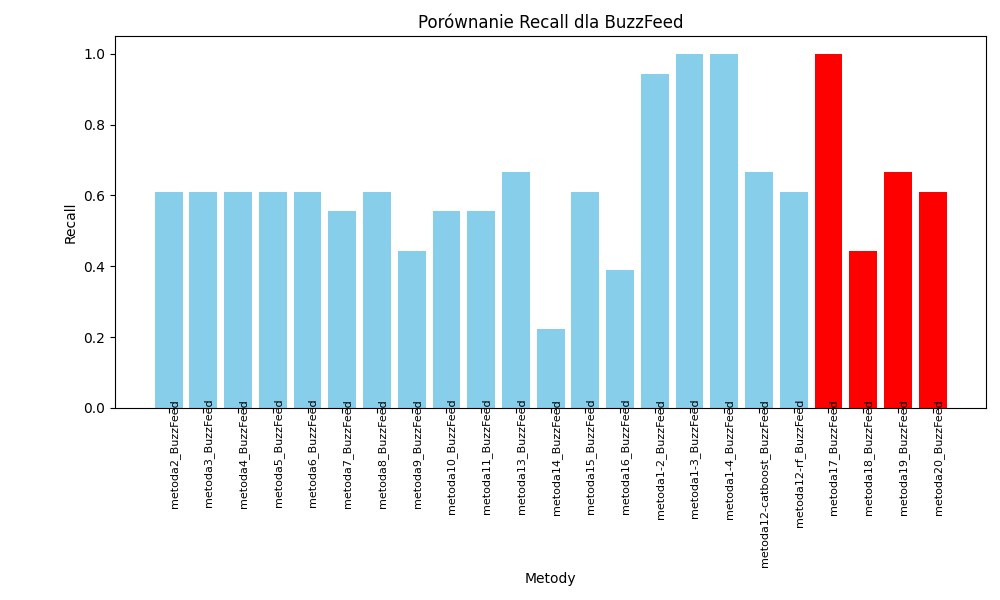 Porównanie Recall dla BuzzFeed
1.0
0.8
0.6
0.4
0.2
0.0
Recall
metoda2_BuzzFeed
metoda3_BuzzFeed
metoda4_BuzzFeed
metoda5_BuzzFeed
metoda6_BuzzFeed
metoda7_BuzzFeed
metoda8_BuzzFeed
metoda9_BuzzFeed
metoda10_BuzzFeed
metoda11_BuzzFeed
metoda13_BuzzFeed
metoda14_BuzzFeed
metoda15_BuzzFeed
metoda16_BuzzFeed
metoda1-2_BuzzFeed
metoda1-3_BuzzFeed
metoda1-4_BuzzFeed
metoda12-catboost_BuzzFeed
metoda12-rf_BuzzFeed
metoda17_BuzzFeed
metoda18_BuzzFeed
metoda19_BuzzFeed
metoda20_BuzzFeed
Metody